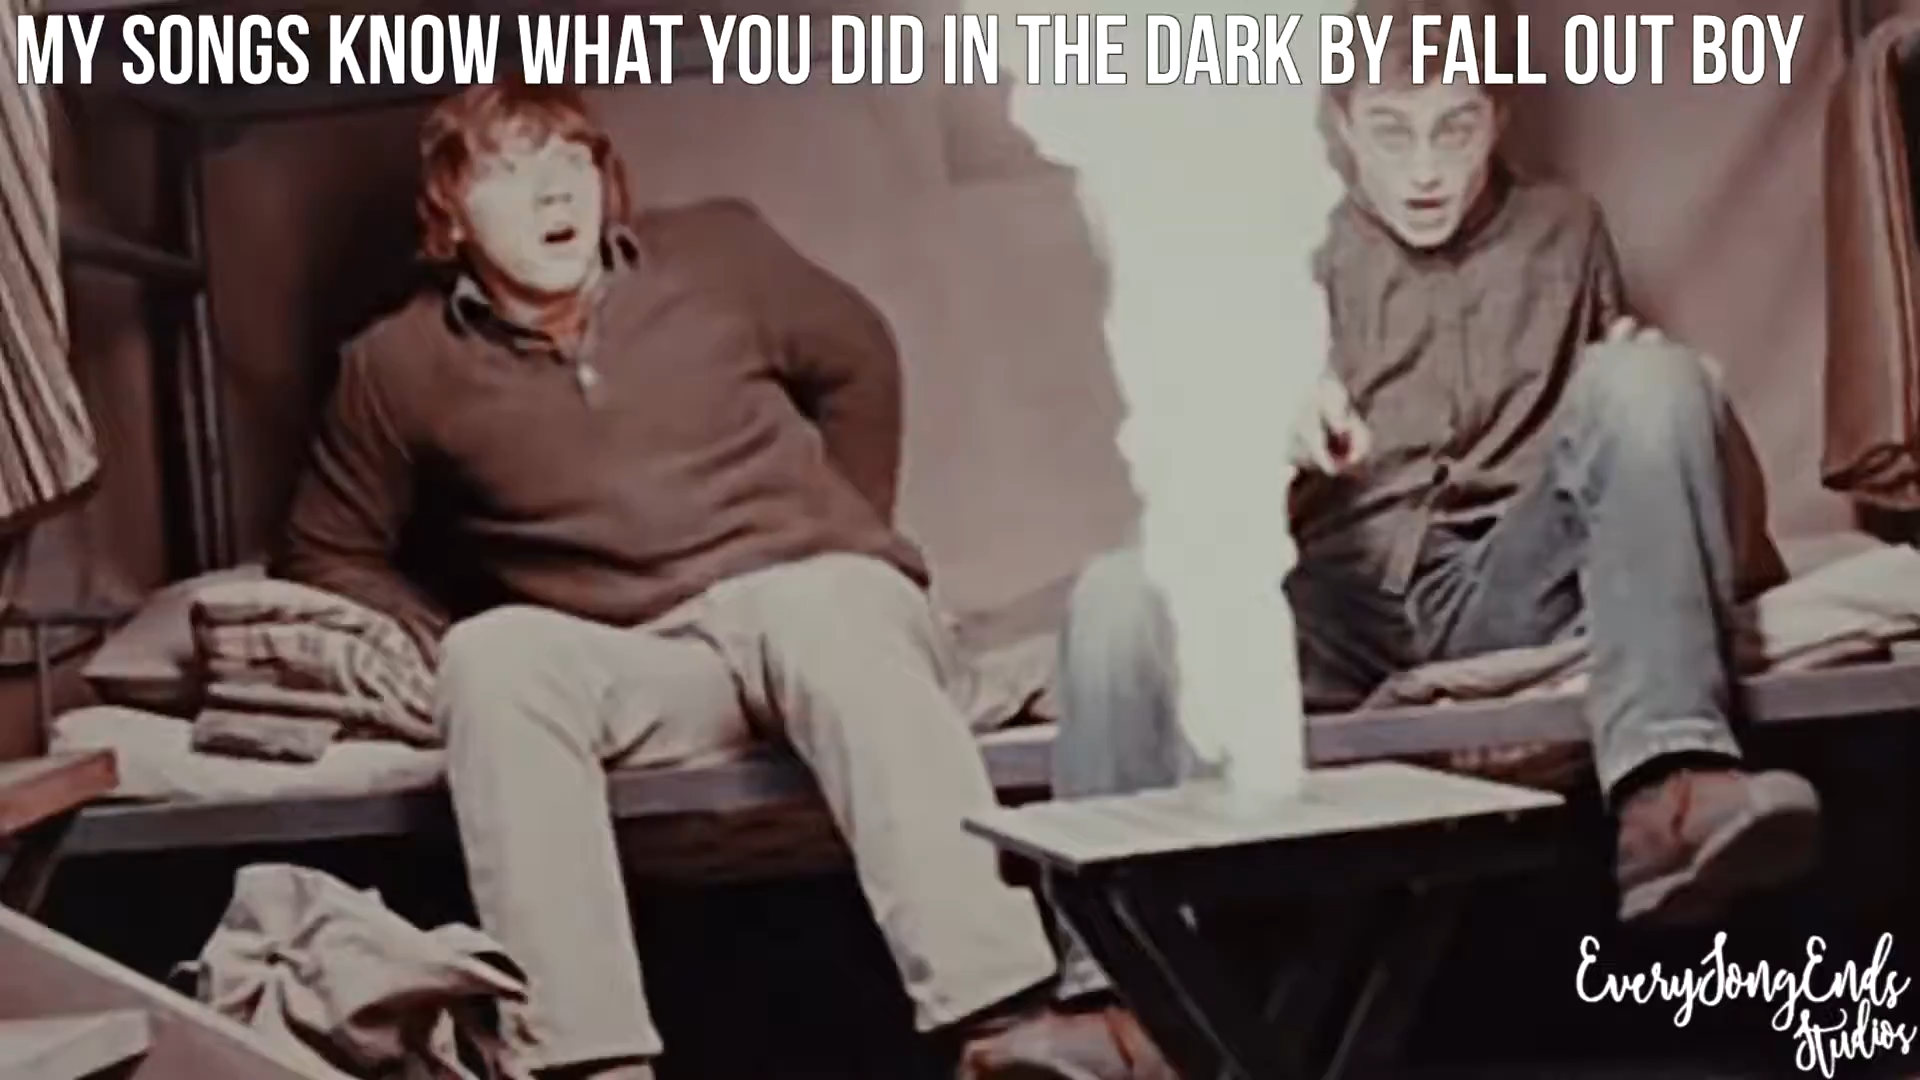 MY SONGS KNOW WHAT YOU DID IN THE DARK BY FALL OUT BOY
EverySongEnds
Studios